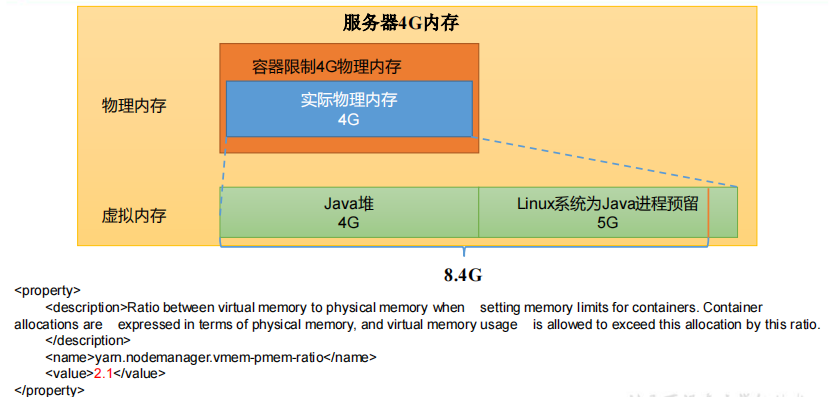 服务器4G内存
容器限制4G物理内存
物理内存
实际物理内存
4G
虚拟内存
Java堆
4G
Linux系统为Java进程预留
5G
8.4G
<property>
<description>Ratio between virtual memory to physical memory when setting memory limits for containers. Container
allocations are expressed in terms of physical memory, and virtual memory usage is allowed to exceed this allocation by this ratio.
</description>
<name>yarn.nodemanager.vmem-pmem-ratio</name>
<value>2.1</value>
</property>